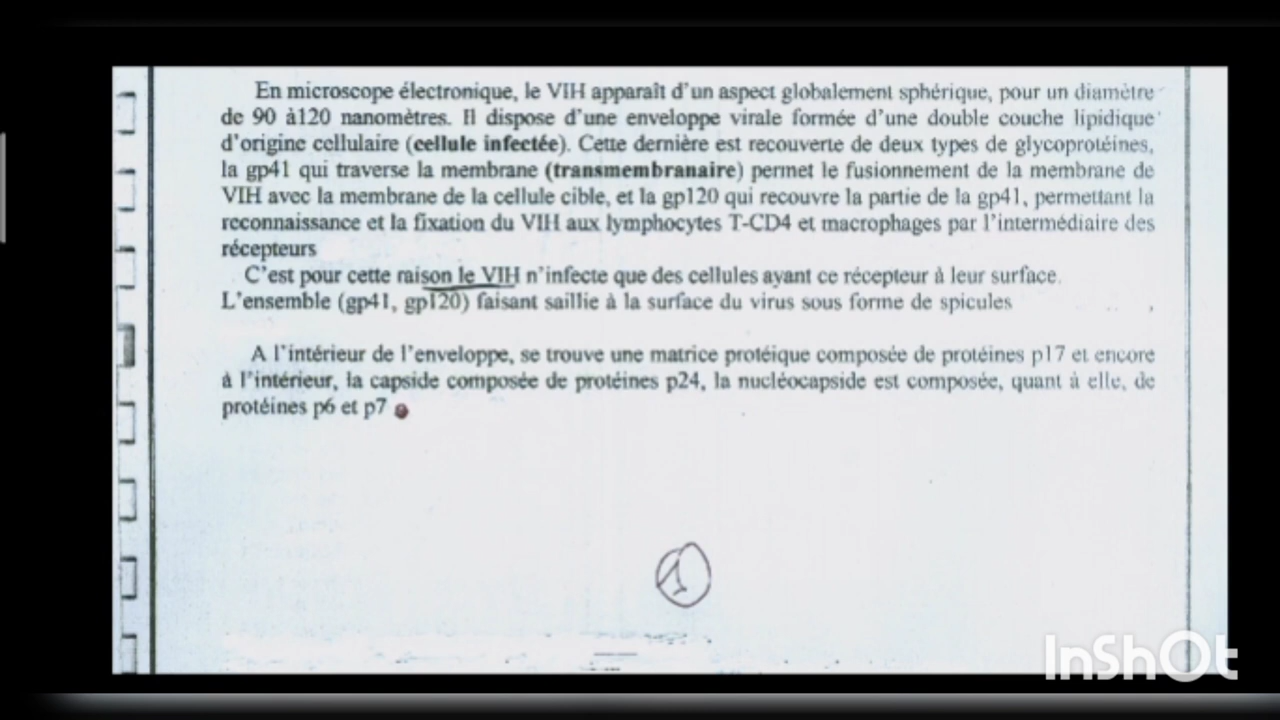 En microscope électronique, le VIH apparaît d'un aspect globalement sphérique, pour un diamètre
de 90 à120 nanomètres. Il dispose d'une enveloppe virale formée d'une double couche lipidique
d'origine cellulaire (cellule infectée). Cette dernière est recouverte de deux types de glycoprotéines,
la gp41 qui traverse la membrane (transmembranaire) permet le fusionnement de la membrane de
VIH avec la membrane de la cellule cible, et la gp120 qui recouvre la partie de la gp41, permettant la
reconnaissance et la fixation du VIH aux lymphocytes T-CD4 et macrophages par l'intermédiaire des
récepteurs
C'est pour cette raison le VIH n'infecte que des cellules ayant ce récepteur à leur surface.
L'ensemble (gp41, gp120) faisant saillie à la surface du virus sous forme de spicules
A l'intérieur de l'enveloppe, se trouve une matrice protéique composée de protéines p17 et encore
à l'intérieur, la capside composée de protéines p24, la nucléocapside est composée, quant à elle, de
protéines p6 et p7
1
InShOt